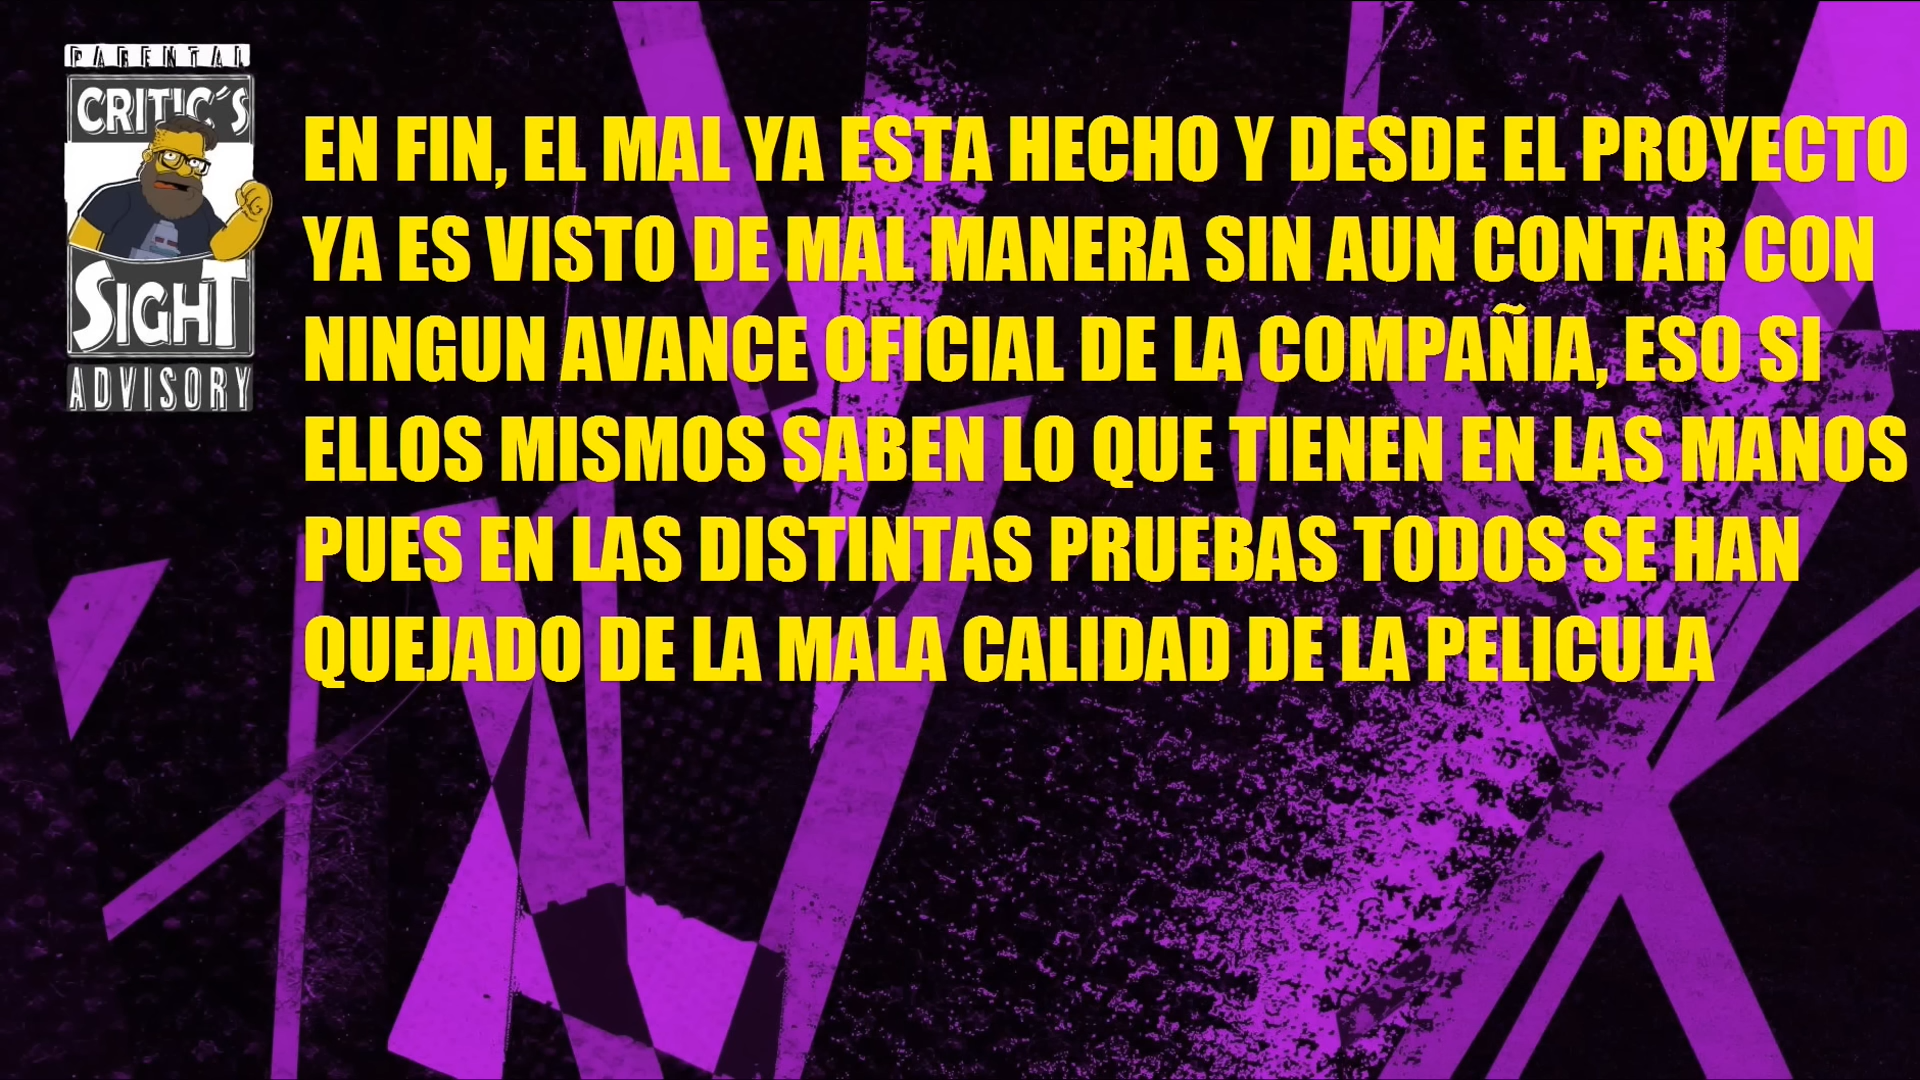 PARENTAL
CRITIC´S
SIGHT
ADVISORY
EN FIN, EL MAL YA ESTA HECHO Y DESDE EL PROYECTO
YA ES VISTO DE MAL MANERA SIN AUN CONTAR CON
NINGUN AVANCE OFICIAL DE LA COMPAÑIA, ESO SI
ELLOS MISMOS SABEN LO QUE TIENEN EN LAS MANOS
PUES EN LAS DISTINTAS PRUEBAS TODOS SE HAN
QUEJADO DE LA MALA CALIDAD DE LA PELICULA